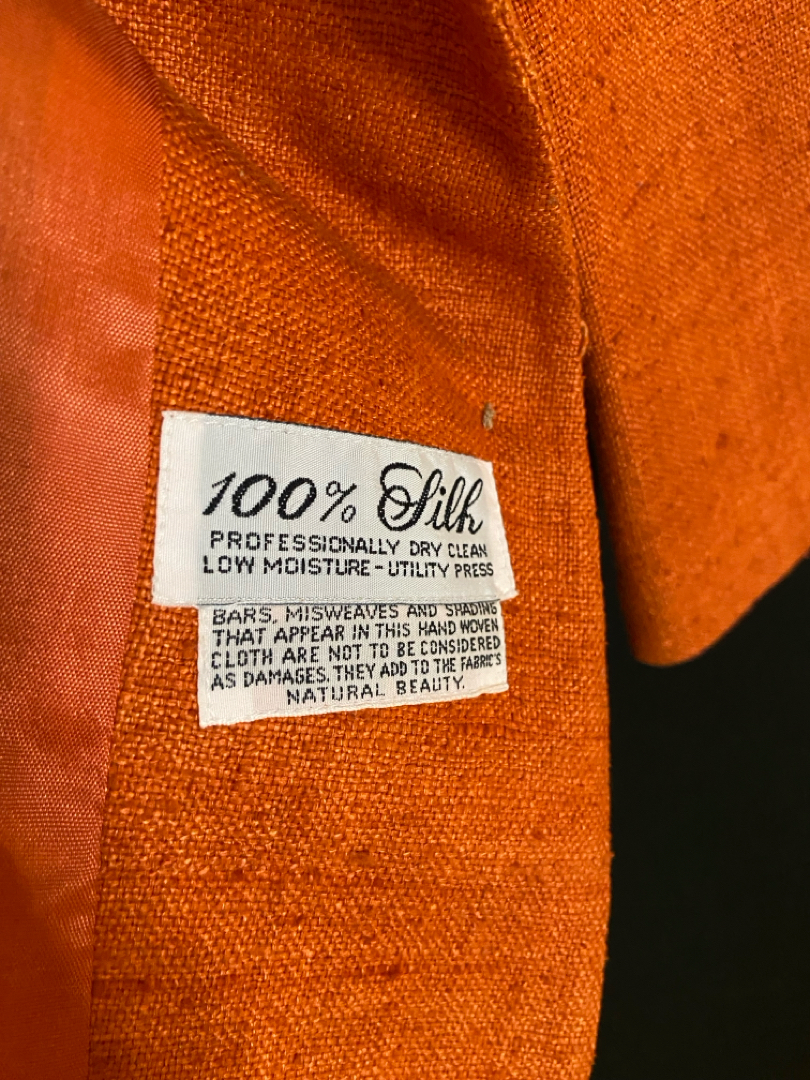 100% Silk
PROFESSIONALLY DRY CLEAN
LOW MOISTURE-UTILITY PRESS
BARS, MISWEAVES AND SHADING
THAT APPEAR IN THIS HAND WOVEN
CLOTH ARE NOT TO BE CONSIDERED
AS DAMAGES. THEY ADD TO THE FABRIC'S
NATURAL BEAUTY.